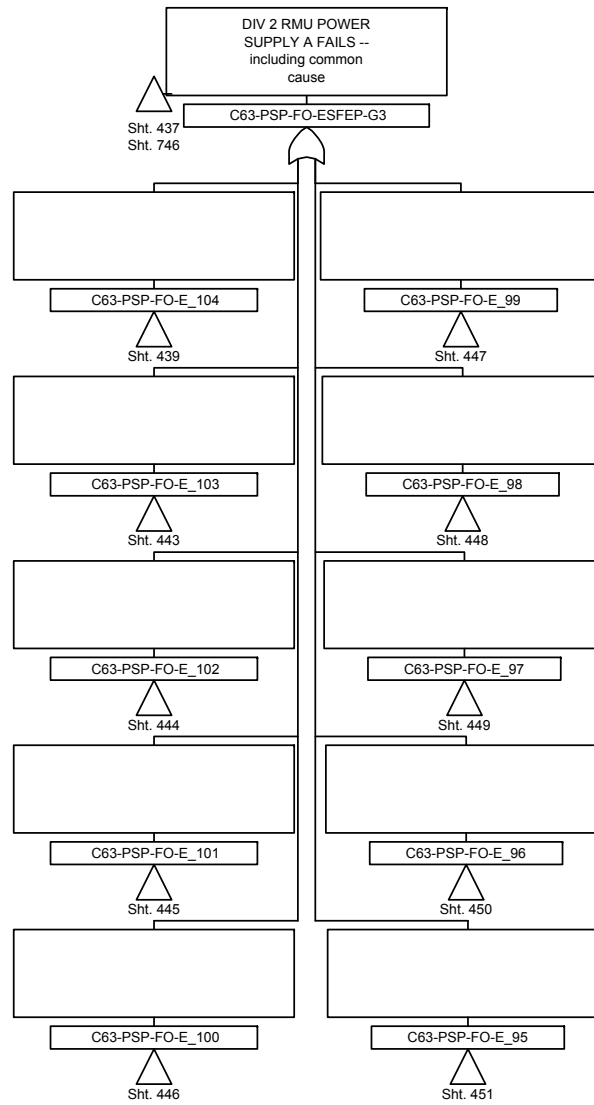 DIV 2 RMU POWER
SUPPLY A FAILS --
including common
cause
C63-PSP-FO-ESFEP-G3
Sht. 437
Sht. 746
C63-PSP-FO-E_104
Sht. 439
C63-PSP-FO-E_99
Sht. 447
C63-PSP-FO-E_103
Sht. 443
C63-PSP-FO-E_98
Sht. 448
C63-PSP-FO-E_102
Sht. 444
C63-PSP-FO-E_97
Sht. 449
C63-PSP-FO-E_101
Sht. 445
C63-PSP-FO-E_96
Sht. 450
C63-PSP-FO-E_100
Sht. 446
C63-PSP-FO-E_95
Sht. 451